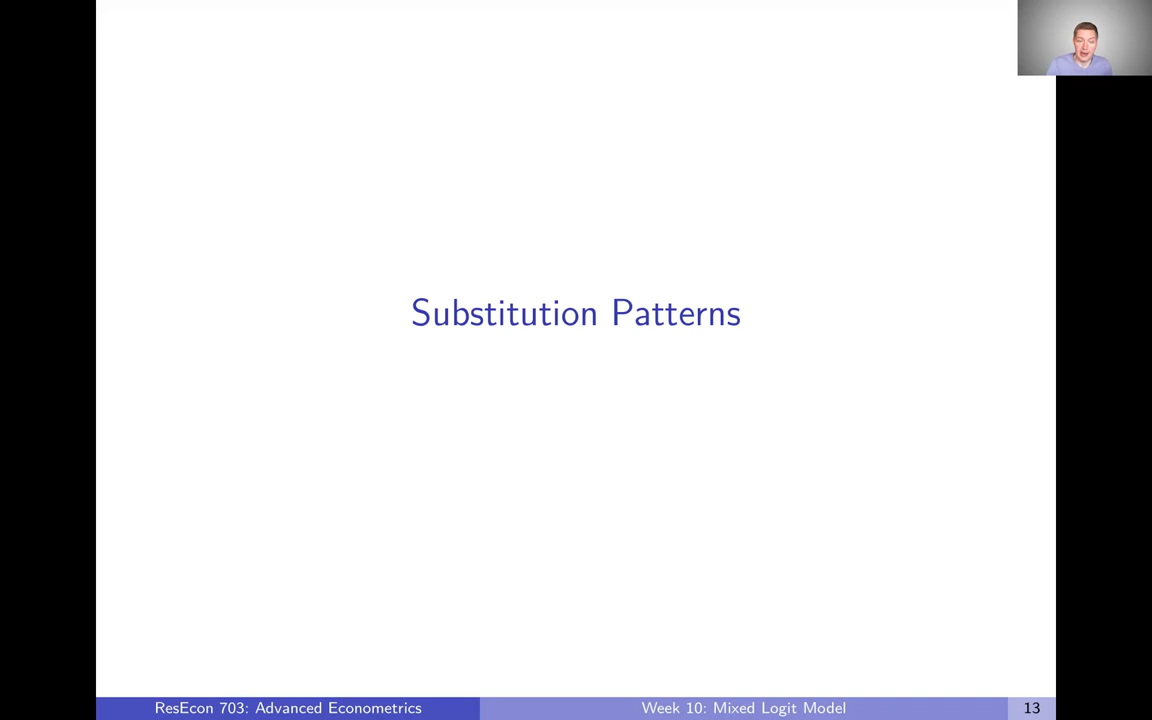 Substitution Patterns
ResEcon 703: Advanced Econometrics
Week 10: Mixed Logit Model
13